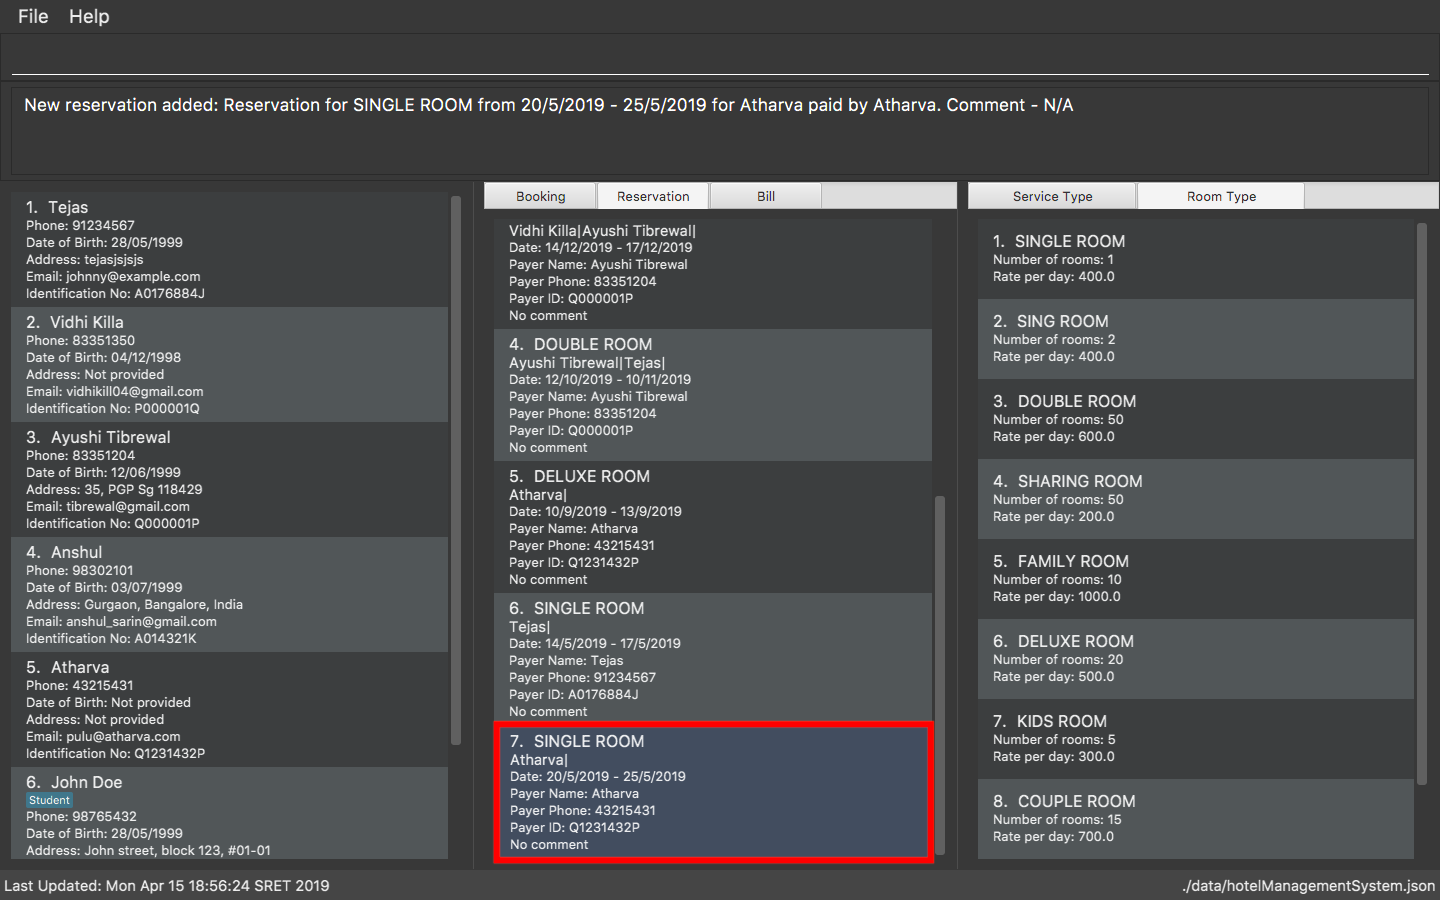 File Help
New reservation added: Reservation for SINGLE ROOM from 20/5/2019 - 25/5/2019 for Atharva paid by Atharva. Comment - N/A
1. Tejas
Phone: 91234567
Date of Birth: 28/05/1999
Address: tejasjsjsjs
Email: johnny@example.com
Identification No: A0176884J
2. Vidhi Killa
Phone: 83351350
Date of Birth: 04/12/1998
Address: Not provided
Email: vidhikill04@gmail.com
Identification No: P000001Q
3. Ayushi Tibrewal
Phone: 83351204
Date of Birth: 12/06/1999
Address: 35, PGP Sg 118429
Email: tibrewal@gmail.com
Identification No: Q000001P
4. Anshul
Phone: 98302101
Date of Birth: 03/07/1999
Address: Gurgaon, Bangalore, India
Email: anshul_sarin@gmail.com
Identification No: A014321K
5. Atharva
Phone: 43215431
Date of Birth: Not provided
Address: Not provided
Email: pulu@atharva.com
Identification No: Q1231432P
6. John Doe
Student
Phone: 98765432
Date of Birth: 28/05/1999
Address: John street, block 123, #01-01
Booking Reservation Bill
Vidhi Killa|Ayushi Tibrewal|
Date: 14/12/2019 - 17/12/2019
Payer Name: Ayushi Tibrewal
Payer Phone: 83351204
Payer ID: Q000001P
No comment
4. DOUBLE ROOM
Ayushi Tibrewal|Tejas|
Date: 12/10/2019 - 10/11/2019
Payer Name: Ayushi Tibrewal
Payer Phone: 83351204
Payer ID: Q000001P
No comment
5. DELUXE ROOM
Atharva|
Date: 10/9/2019 - 13/9/2019
Payer Name: Atharva
Payer Phone: 43215431
Payer ID: Q1231432P
No comment
6. SINGLE ROOM
Tejas|
Date: 14/5/2019 - 17/5/2019
Payer Name: Tejas
Payer Phone: 91234567
Payer ID: A0176884J
No comment
7. SINGLE ROOM
Atharva|
Date: 20/5/2019 - 25/5/2019
Payer Name: Atharva
Payer Phone: 43215431
Payer ID: Q1231432P
No comment
Service Type Room Type
1. SINGLE ROOM
Number of rooms: 1
Rate per day: 400.0
2. SING ROOM
Number of rooms: 2
Rate per day: 400.0
3. DOUBLE ROOM
Number of rooms: 50
Rate per day: 600.0
4. SHARING ROOM
Number of rooms: 50
Rate per day: 200.0
5. FAMILY ROOM
Number of rooms: 10
Rate per day: 1000.0
6. DELUXE ROOM
Number of rooms: 20
Rate per day: 500.0
7. KIDS ROOM
Number of rooms: 5
Rate per day: 300.0
8. COUPLE ROOM
Number of rooms: 15
Rate per day: 700.0
Last Updated: Mon Apr 15 18:56:24 SRET 2019
./data/hotelManagementSystem.json